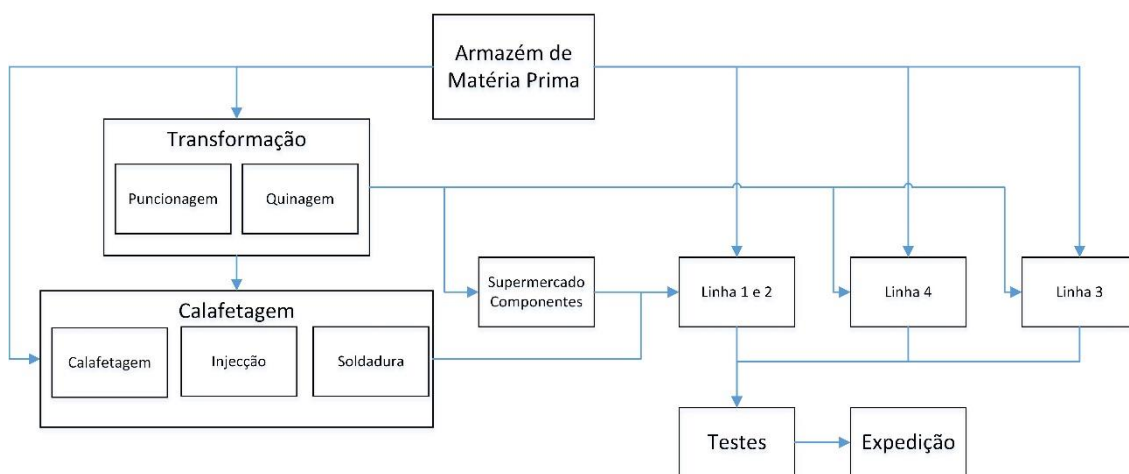 Armazém de
Matéria Prima
Transformação
Puncionagem
Quinagem
Supermercado
Componentes
Linha 1 e 2
Linha 4
Linha 3
Calafetagem
Calafetagem
Injecção
Soldadura
Testes
Expedição